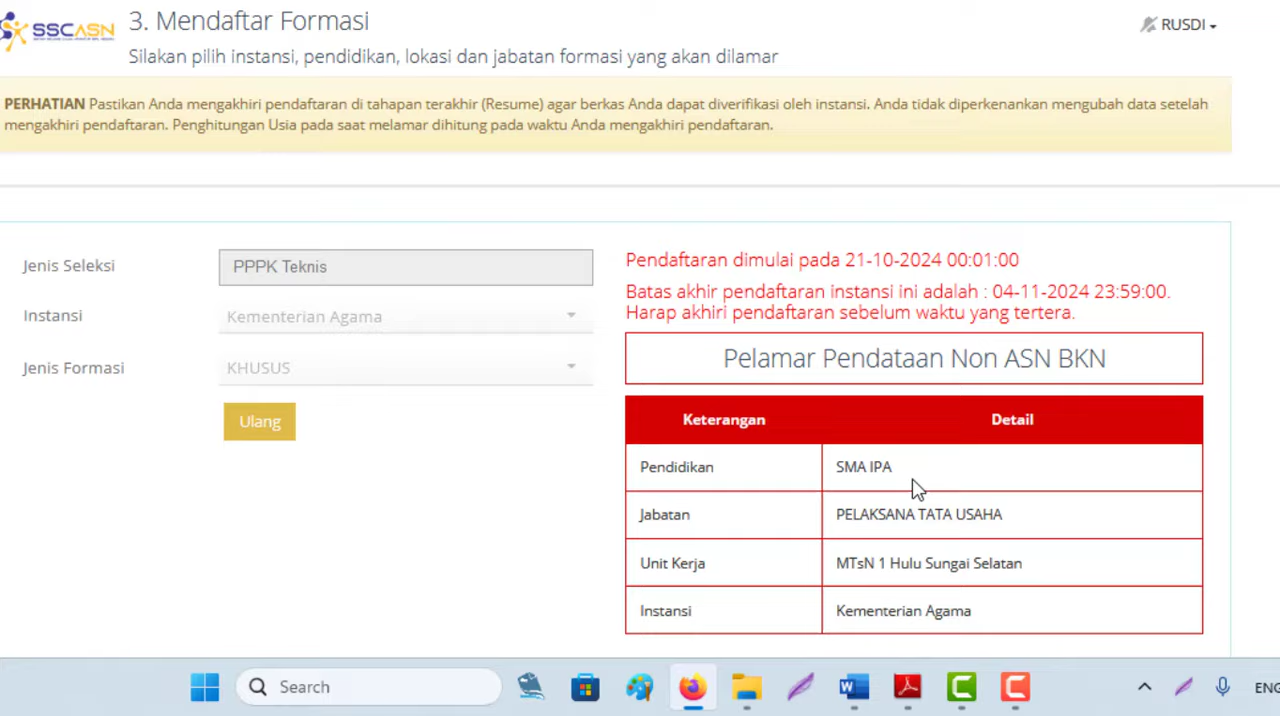 SSCASN
3. Mendaftar Formasi
RUSDI
Silakan pilih instansi, pendidikan, lokasi dan jabatan formasi yang akan dilamar
PERHATIAN Pastikan Anda mengakhiri pendaftaran di tahapan terakhir (Resume) agar berkas Anda dapat diverifikasi oleh instansi. Anda tidak diperkenankan mengubah data setelah
mengakhiri pendaftaran. Penghitungan Usia pada saat melamar dihitung pada waktu Anda mengakhiri pendaftaran.
Jenis Seleksi
PPPK Teknis
Instansi
Kementerian Agama
Jenis Formasi
KHUSUS
Ulang
Pendaftaran dimulai pada 21-10-2024 00:01:00
Batas akhir pendaftaran instansi ini adalah : 04-11-2024 23:59:00.
Harap akhiri pendaftaran sebelum waktu yang tertera.
Pelamar Pendataan Non ASN BKN
Keterangan Detail
Pendidikan SMA IPA
Jabatan PELAKSANA TATA USAHA
Unit Kerja MTsN 1 Hulu Sungai Selatan
Instansi Kementerian Agama
Search
ENG